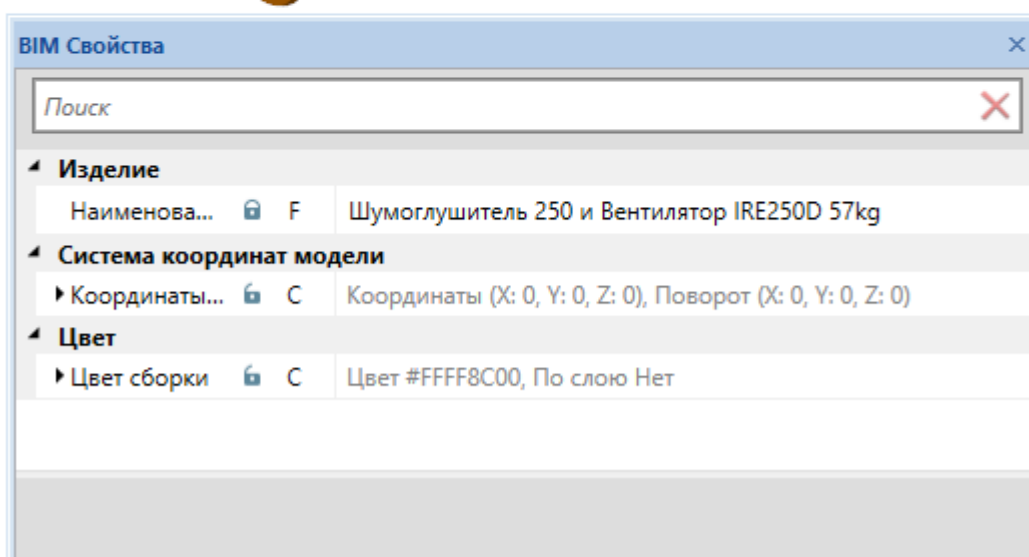 BIM Свойства
Поиск
Изделие
Наименова... F Шумоглушитель 250 и Вентилятор IRE250D 57kg
Система координат модели
Координаты... C Координаты (X: 0, Y: 0, Z: 0), Поворот (X: 0, Y: 0, Z: 0)
Цвет
Цвет сборки C Цвет #FFFF8C00, По слою Нет